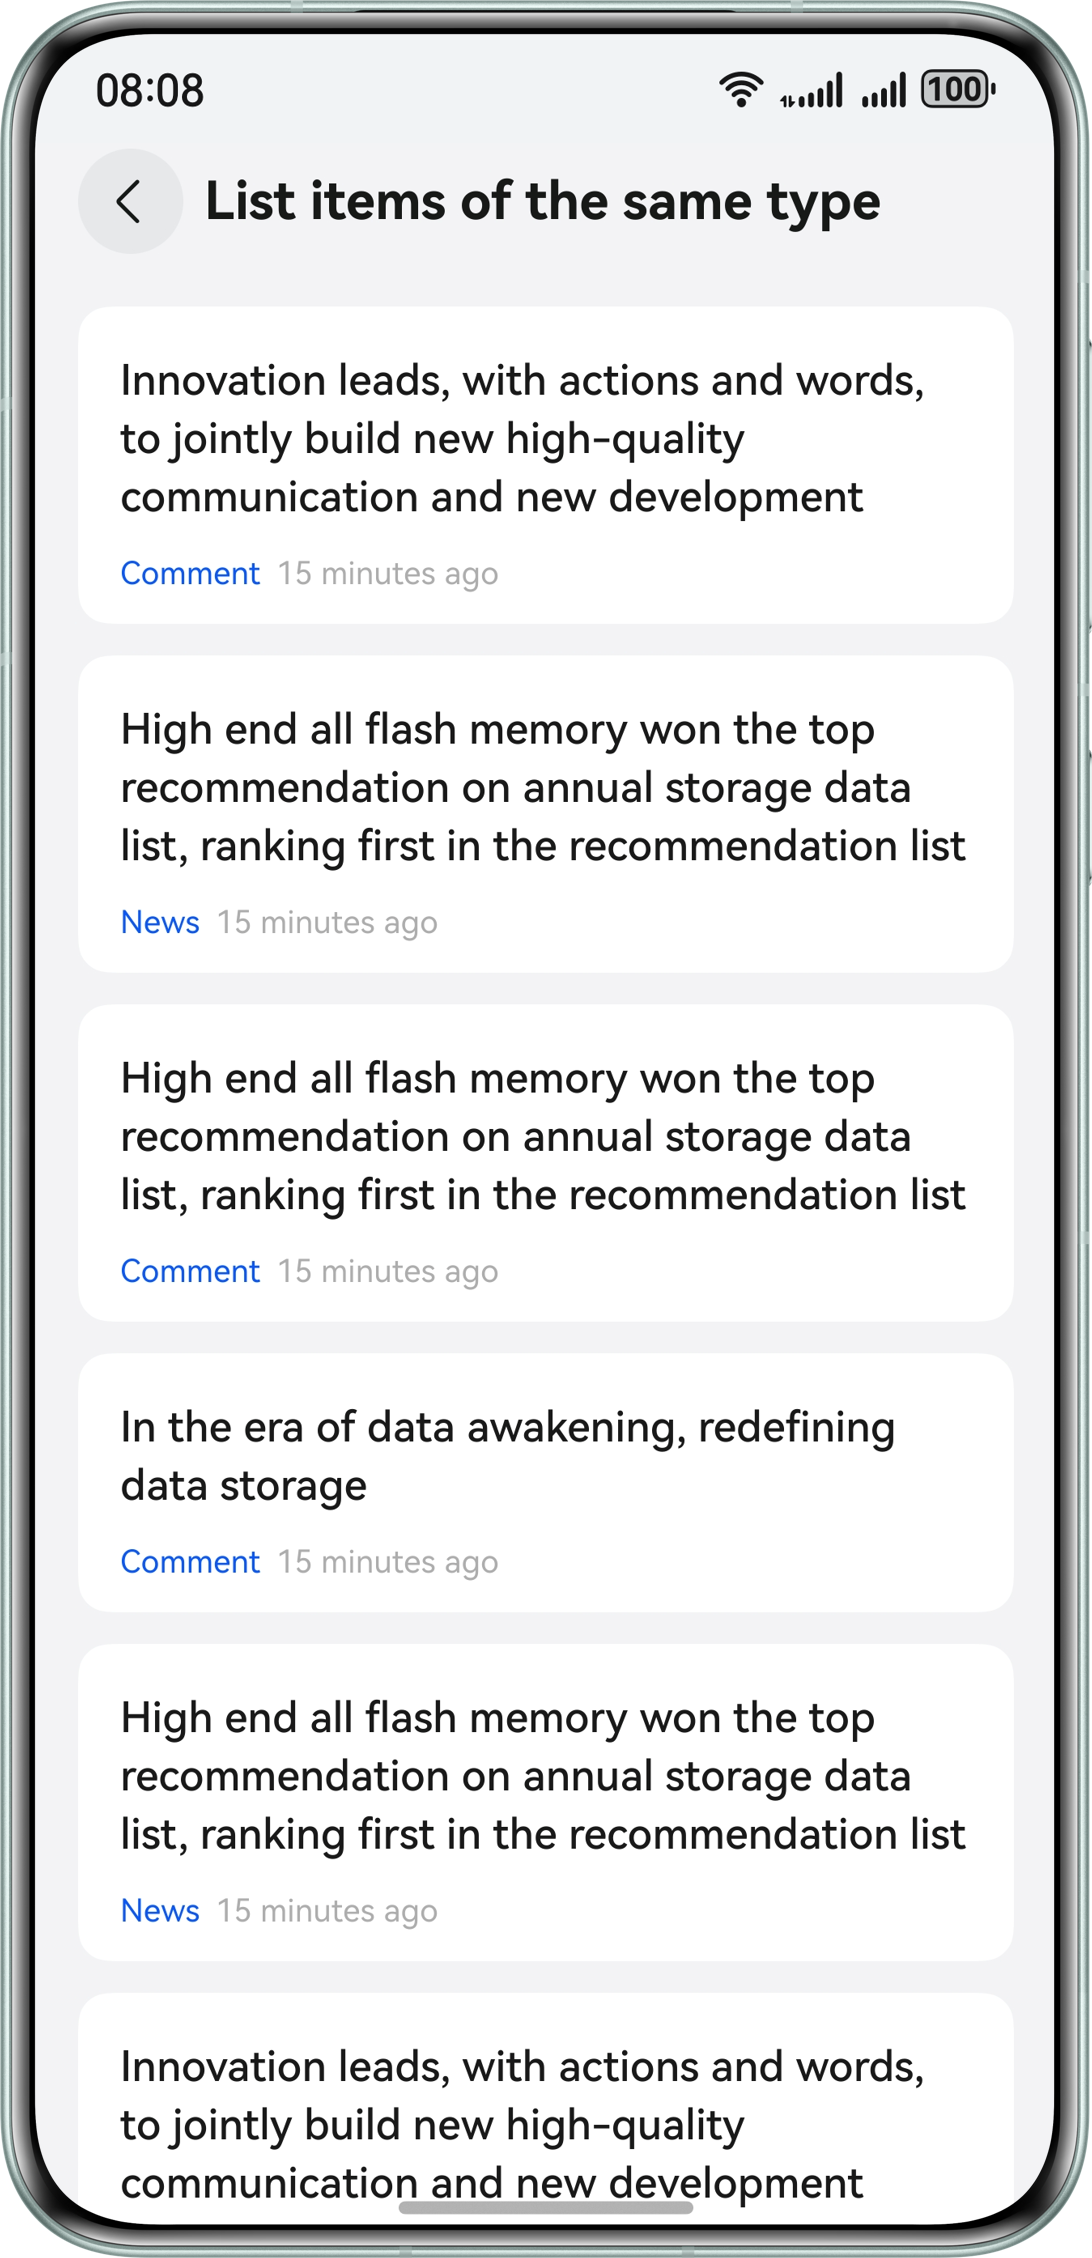 08:08 100
List items of the same type
Innovation leads, with actions and words,
to jointly build new high-quality
communication and new development
Comment 15 minutes ago
High end all flash memory won the top
recommendation on annual storage data
list, ranking first in the recommendation list
News 15 minutes ago
High end all flash memory won the top
recommendation on annual storage data
list, ranking first in the recommendation list
Comment 15 minutes ago
In the era of data awakening, redefining
data storage
Comment 15 minutes ago
High end all flash memory won the top
recommendation on annual storage data
list, ranking first in the recommendation list
News 15 minutes ago
Innovation leads, with actions and words,
to jointly build new high-quality
communication and new development